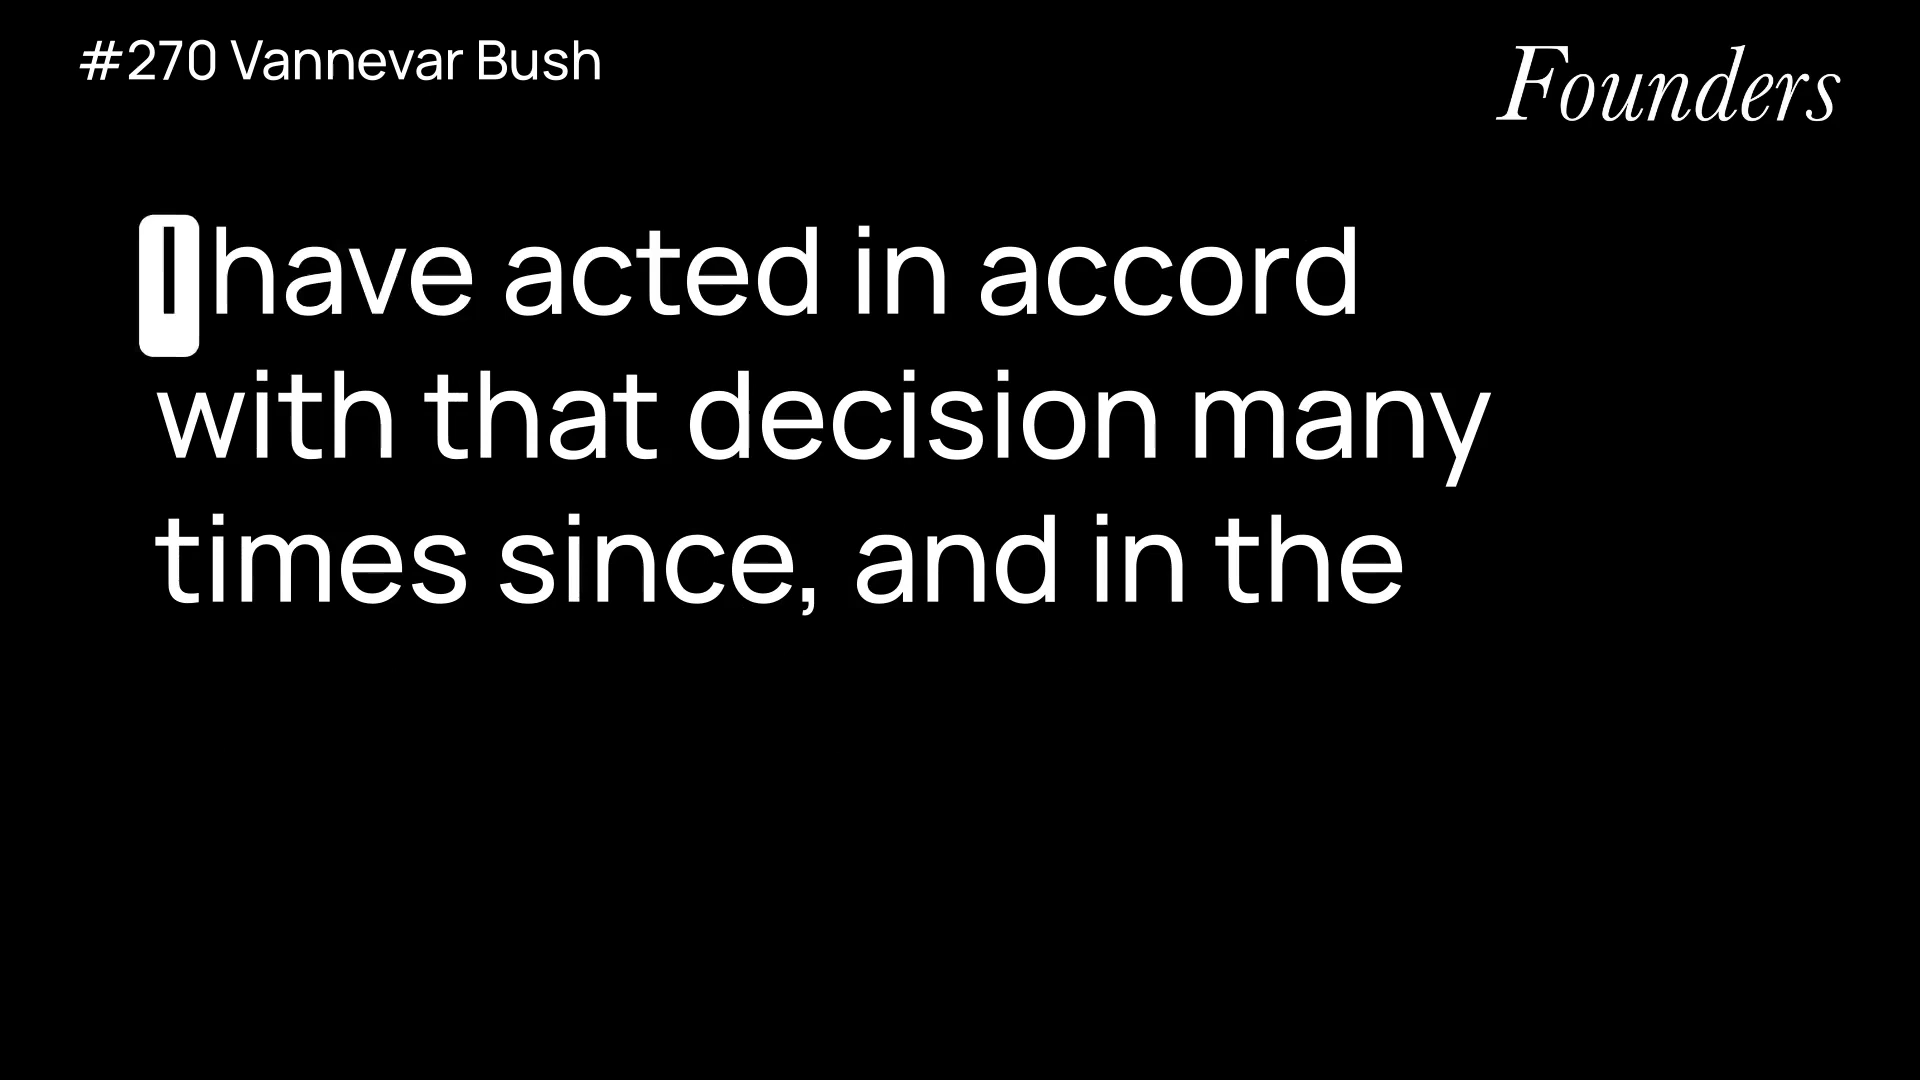 #270 Vannevar Bush
Founders
I have acted in accord
with that decision many
times since, and in the